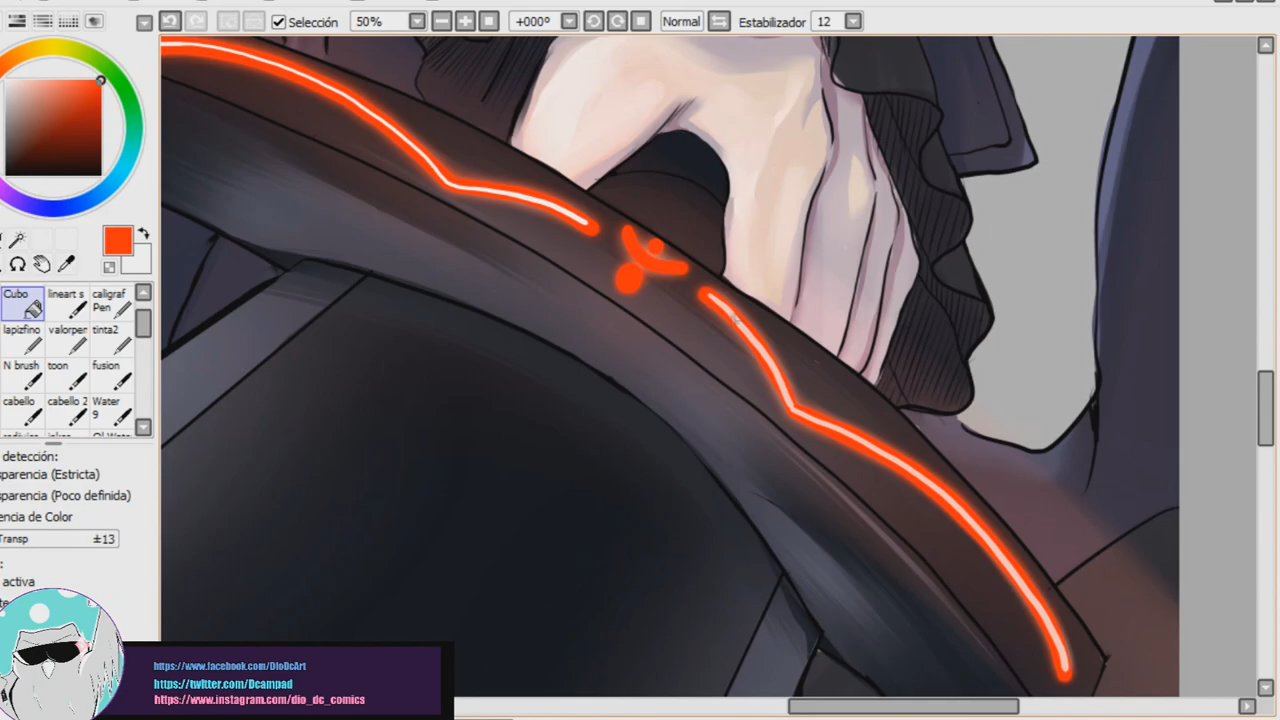 Selección
50%
+000°
Normal
Estabilizador
12
Cubo
lineart s
caligraf
Pen
lapizfino
valorper
tinta2
N brush
toon
fusion
cabello
cabello 2
Water
9
detección:
sparencia (Estricta)
sparencia (Poco definida)
encia de Color
Transp
±13
activa
https://www.facebook.com/DioDcArt
https://twitter.com/Dcampad
https://www.instagram.com/dio_dc_comics